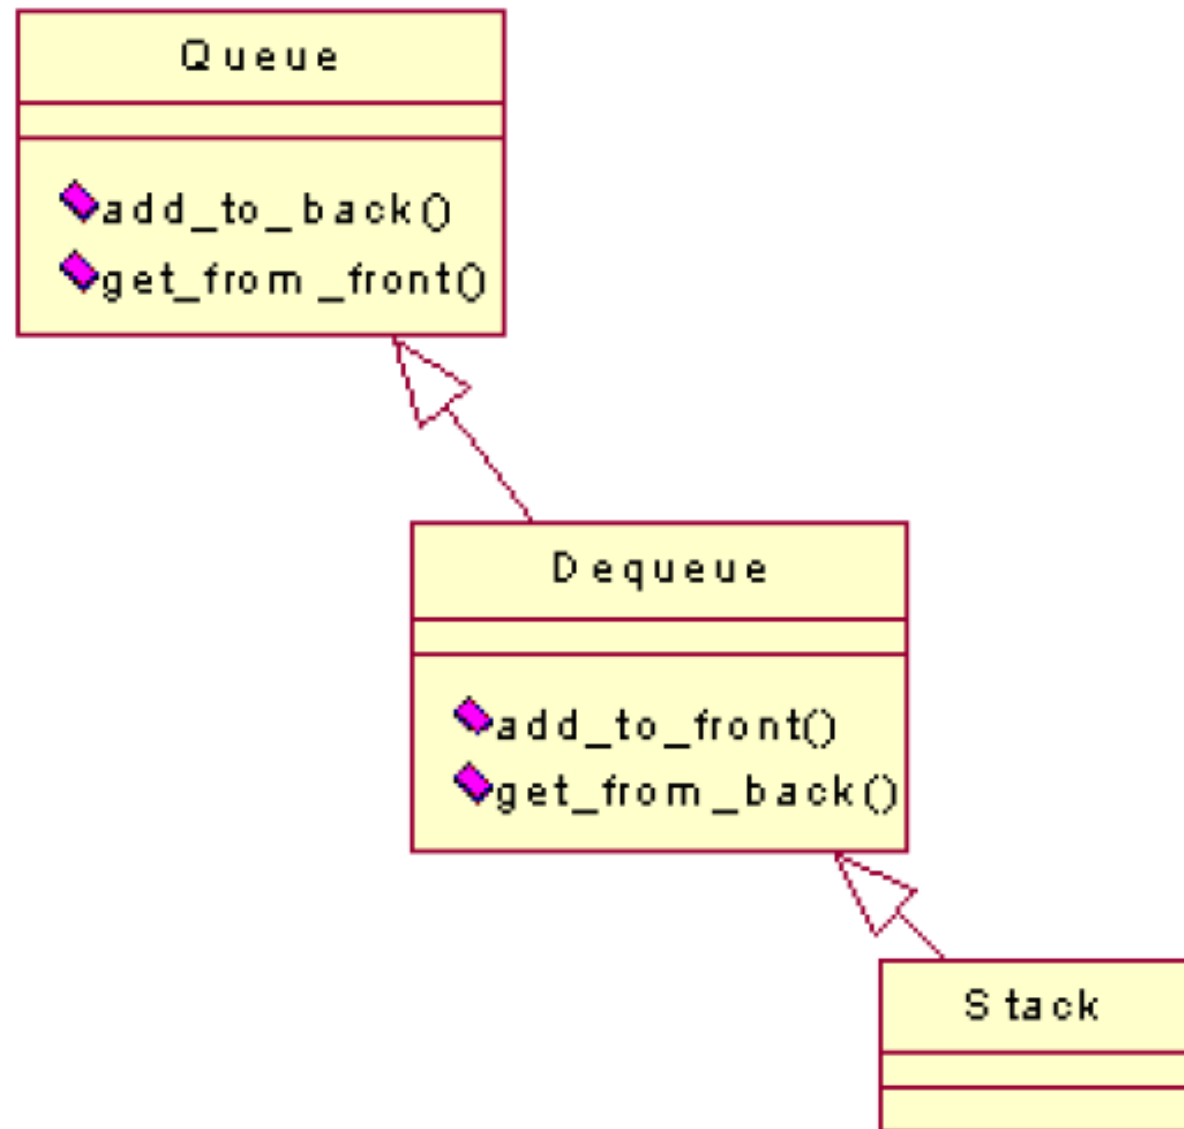 Queue
add_to_back()
get_from_front()
Dequeue
add_to_front()
get_from_back()
Stack